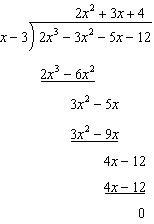 2x² + 3x + 4
x − 3 ) 2x³ − 3x² − 5x − 12
2x³ − 6x²
3x² − 5x
3x² − 9x
4x − 12
4x − 12
0